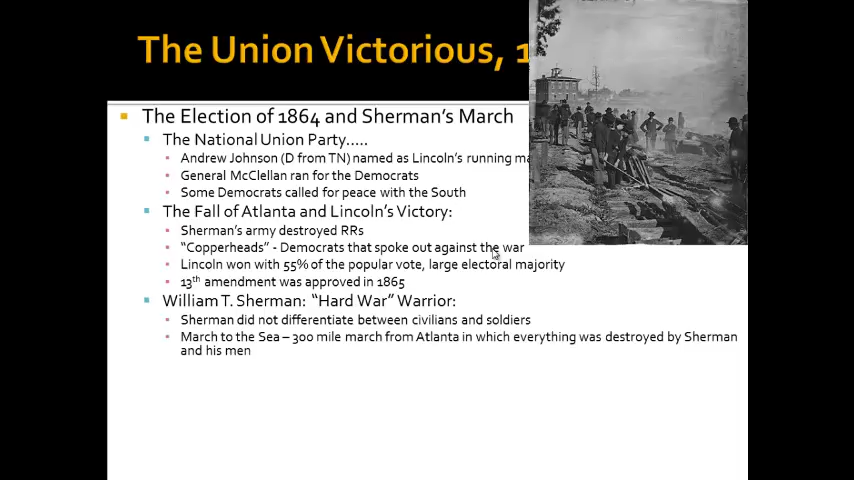 The Union Victorious, 1
The Election of 1864 and Sherman's March
The National Union Party.....
Andrew Johnson (D from TN) named as Lincoln's running
General McClellan ran for the Democrats
Some Democrats called for peace with the South
The Fall of Atlanta and Lincoln's Victory:
Sherman's army destroyed RRs
"Copperheads" - Democrats that spoke out against the war
Lincoln won with 55% of the popular vote, large electoral majority
13th amendment was approved in 1865
William T. Sherman: "Hard War" Warrior:
Sherman did not differentiate between civilians and soldiers
March to the Sea – 300 mile march from Atlanta in which everything was destroyed by Sherman
and his men